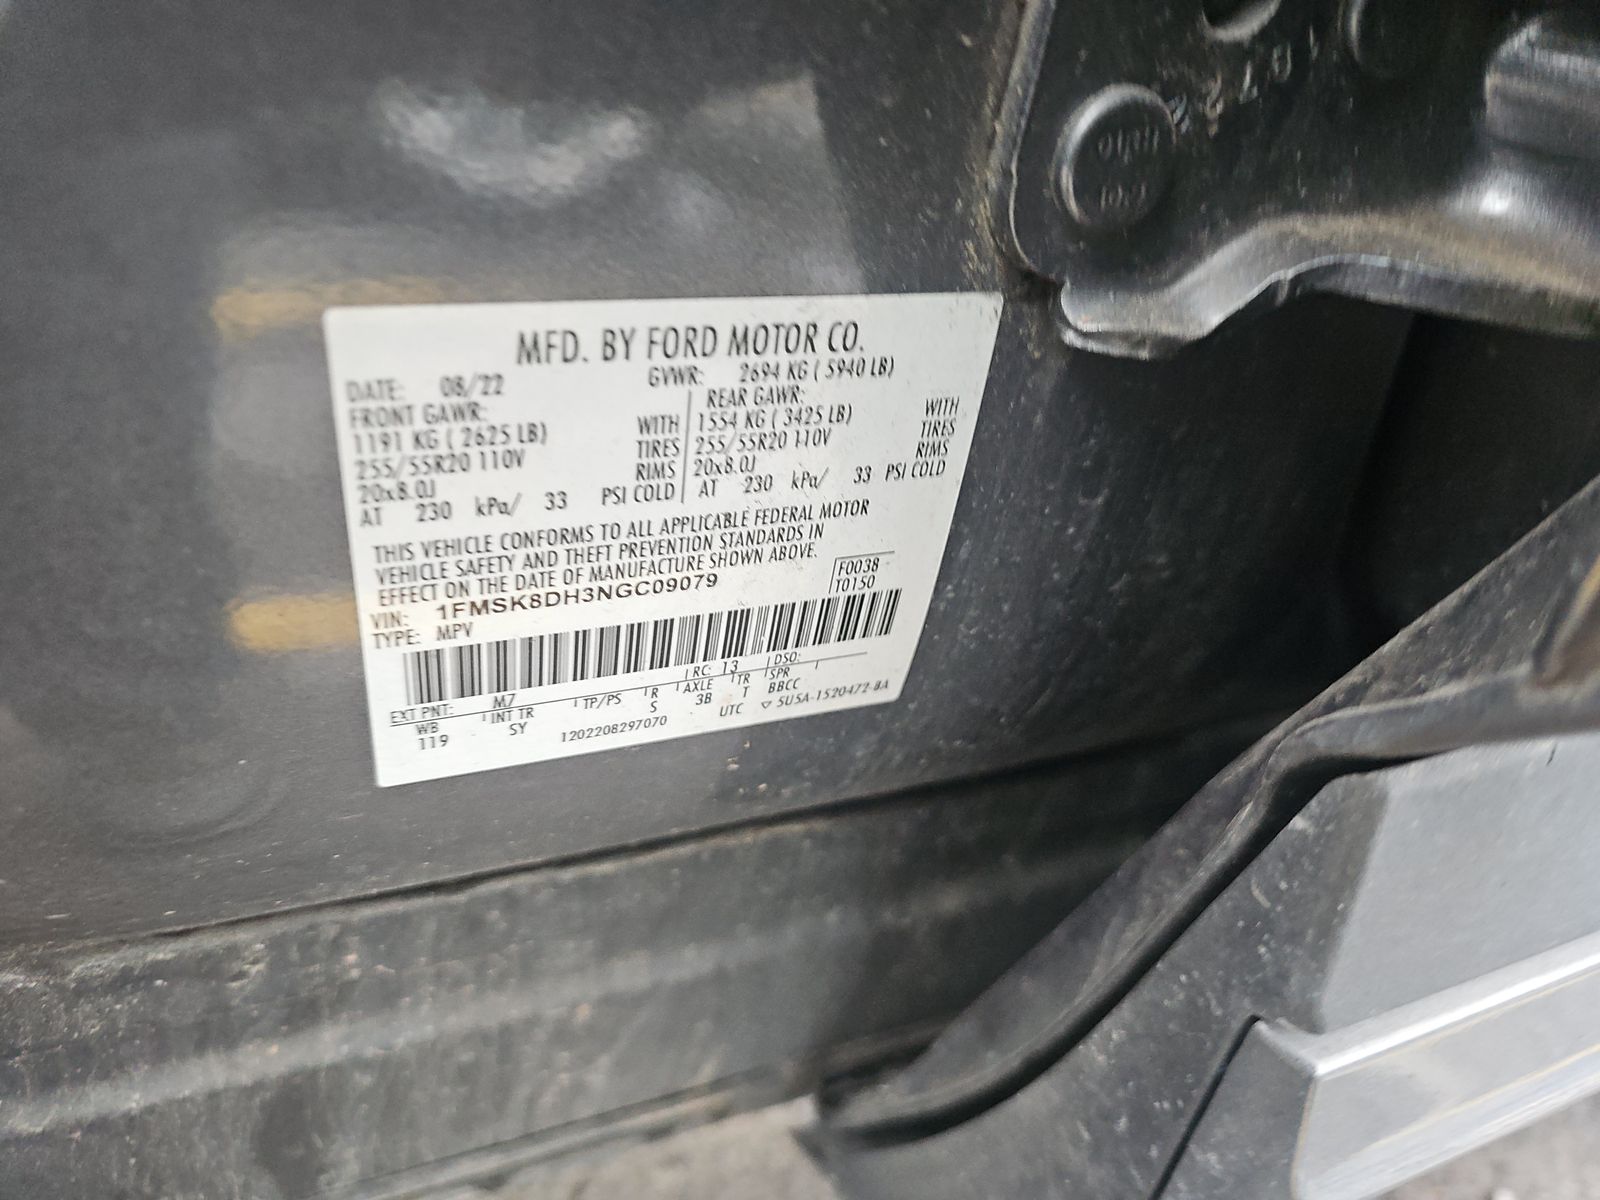 MFD. BY FORD MOTOR CO.
DATE: 08/22 GVWR: 2694 KG ( 5940 LB)
FRONT GAWR: REAR GAWR:
1191 KG ( 2625 LB) WITH 1554 KG ( 3425 LB) WITH
255/55R20 110V TIRES 255/55R20 110V TIRES
20x8.0J RIMS 20x8.0J RIMS
AT 230 kPa/ 33 PSI COLD AT 230 kPa/ 33 PSI COLD
THIS VEHICLE CONFORMS TO ALL APPLICABLE FEDERAL MOTOR
VEHICLE SAFETY AND THEFT PREVENTION STANDARDS IN
EFFECT ON THE DATE OF MANUFACTURE SHOWN ABOVE.
VIN: 1FMSK8DH3NGC09079 F0038
TYPE: MPV T0150
EXT PNT: M7 RC: 13 DSO:
WB INT TR TP/PS R AXLE TR SPR
119 SY S 3B T BBCC
1202208297070 UTC ▽ 5U5A-1520472-BA